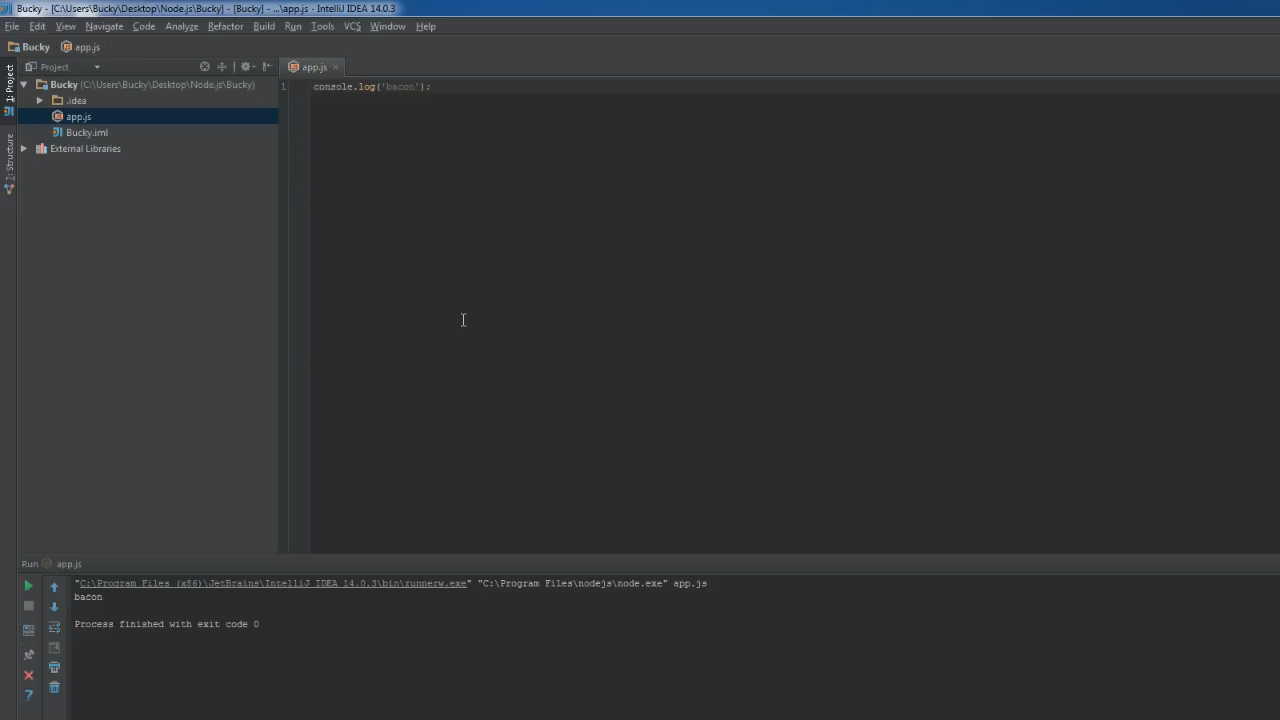 Bucky - [C:\Users\Bucky\Desktop\Node.js\Bucky] - [Bucky] - ...\app.js - IntelliJ IDEA 14.0.3
File Edit View Navigate Code Analyze Refactor Build Run Tools VCS Window Help
Bucky app.js
1: Project
7: Structure
Project
Bucky (C:\Users\Bucky\Desktop\Node.js\Bucky)
.idea
app.js
Bucky.iml
External Libraries
app.js
1 console.log('bacon');
Run app.js
"C:\Program Files (x86)\JetBrains\IntelliJ IDEA 14.0.3\bin\runnerw.exe" "C:\Program Files\nodejs\node.exe" app.js
bacon
Process finished with exit code 0